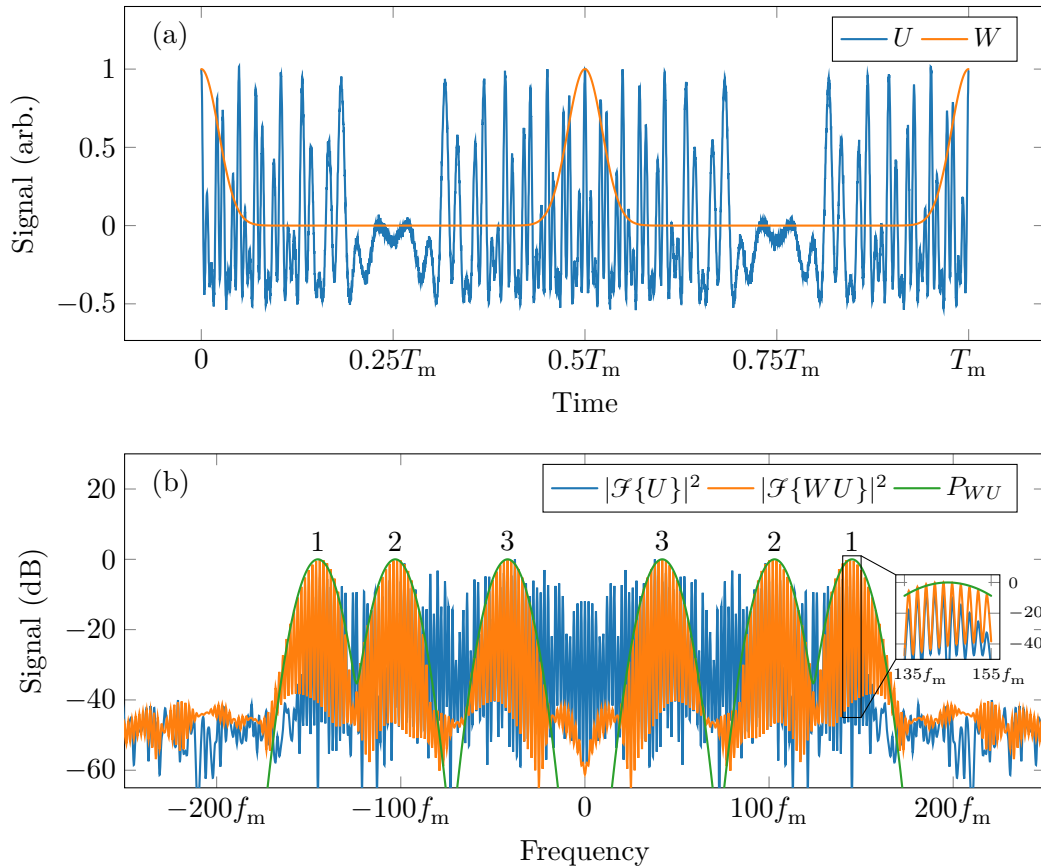 (a)
U W
1
0.5
0
−0.5
Signal (arb.)
0 0.25Tₘ 0.5Tₘ 0.75Tₘ Tₘ
Time
(b)
|ℱ{U}|² |ℱ{WU}|² P_WU
20
0
−20
−40
−60
Signal (dB)
1 2 3 3 2 1
0
−20
−40
135fₘ 155fₘ
−200fₘ −100fₘ 0 100fₘ 200fₘ
Frequency